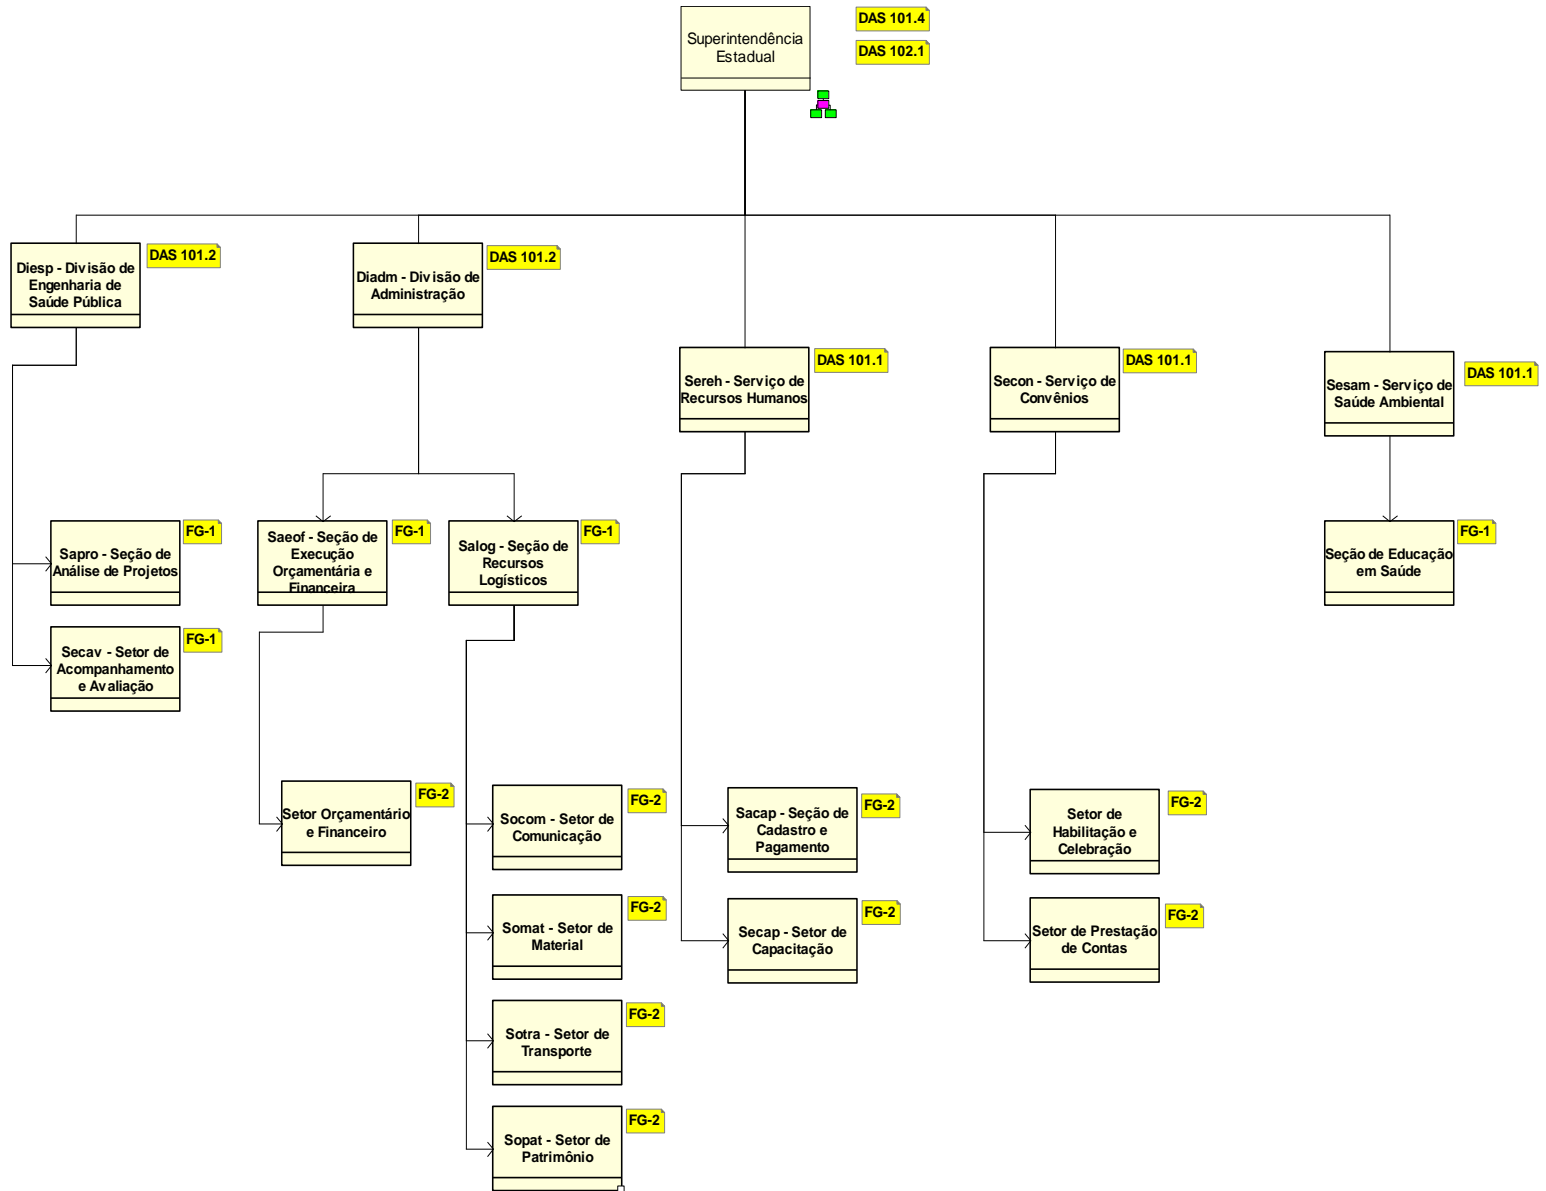 Superintendência
Estadual
DAS 101.4
DAS 102.1
Diesp - Divisão de
Engenharia de
Saúde Pública
DAS 101.2
Diadm - Divisão de
Administração
DAS 101.2
Sereh - Serviço de
Recursos Humanos
DAS 101.1
Secon - Serviço de
Convênios
DAS 101.1
Sesam - Serviço de
Saúde Ambiental
DAS 101.1
Sapro - Seção de
Análise de Projetos
FG-1
Saeof - Seção de
Execução
Orçamentária e
Financeira
FG-1
Salog - Seção de
Recursos
Logísticos
FG-1
Seção de Educação
em Saúde
FG-1
Secav - Setor de
Acompanhamento
e Avaliação
FG-1
Setor Orçamentário
e Financeiro
FG-2
Socom - Setor de
Comunicação
FG-2
Sacap - Seção de
Cadastro e
Pagamento
FG-2
Setor de
Habilitação e
Celebração
FG-2
Somat - Setor de
Material
FG-2
Secap - Setor de
Capacitação
FG-2
Setor de Prestação
de Contas
FG-2
Sotra - Setor de
Transporte
FG-2
Sopat - Setor de
Patrimônio
FG-2